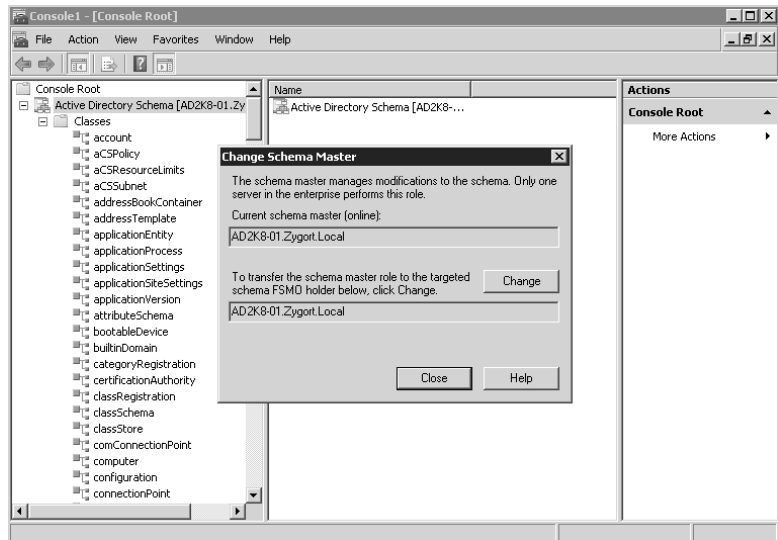 Console1 - [Console Root]
File Action View Favorites Window Help
Console Root
Active Directory Schema [AD2K8-01.Zy
Classes
account
aCSPolicy
aCSResourceLimits
aCSSubnet
addressBookContainer
addressTemplate
applicationEntity
applicationProcess
applicationSettings
applicationSiteSettings
applicationVersion
attributeSchema
bootableDevice
builtinDomain
categoryRegistration
certificationAuthority
classRegistration
classSchema
classStore
comConnectionPoint
computer
configuration
connectionPoint
Name
Active Directory Schema [AD2K8-...
Actions
Console Root
More Actions
Change Schema Master
The schema master manages modifications to the schema. Only one
server in the enterprise performs this role.
Current schema master (online):
AD2K8-01.Zygort.Local
To transfer the schema master role to the targeted
schema FSMO holder below, click Change.
Change
AD2K8-01.Zygort.Local
Close
Help